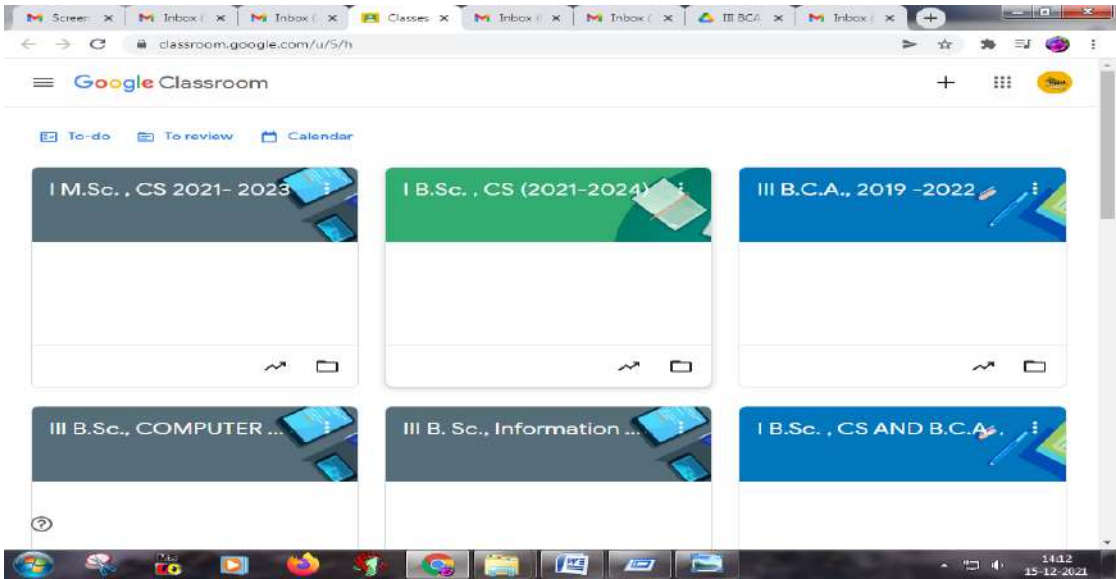 Screen Inbox ( Inbox ( Classes Inbox ( Inbox ( III BCA Inbox (
classroom.google.com/u/5/h
Google Classroom
To-do To review Calendar
I M.Sc. , CS 2021- 2023
I B.Sc. , CS (2021-2024)
III B.C.A., 2019 -2022
III B.Sc., COMPUTER ...
III B. Sc., Information ...
I B.Sc. , CS AND B.C.A. ,
14:12
15-12-2021